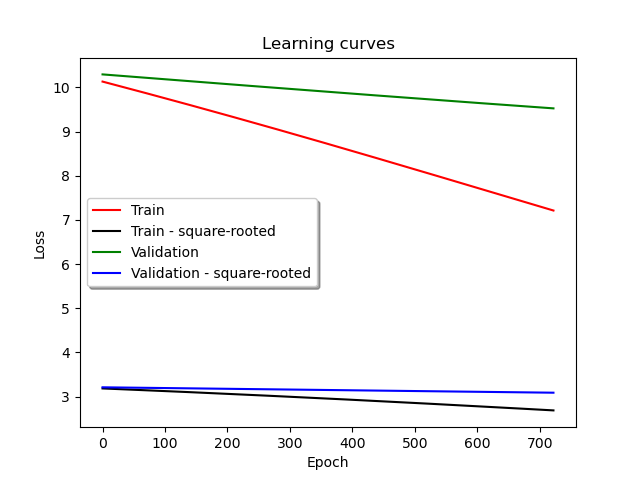 Learning curves
10
9
8
7
6
5
4
3
Loss
Train
Train - square-rooted
Validation
Validation - square-rooted
0 100 200 300 400 500 600 700
Epoch